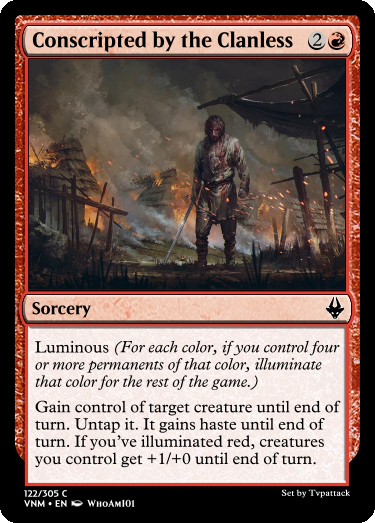 Conscripted by the Clanless 2
Sorcery
Luminous (For each color, if you control four
or more permanents of that color, illuminate
that color for the rest of the game.)
Gain control of target creature until end of
turn. Untap it. It gains haste until end of
turn. If you've illuminated red, creatures
you control get +1/+0 until end of turn.
122/305 C
VNM • EN WhoAm101
Set by Tvpattack